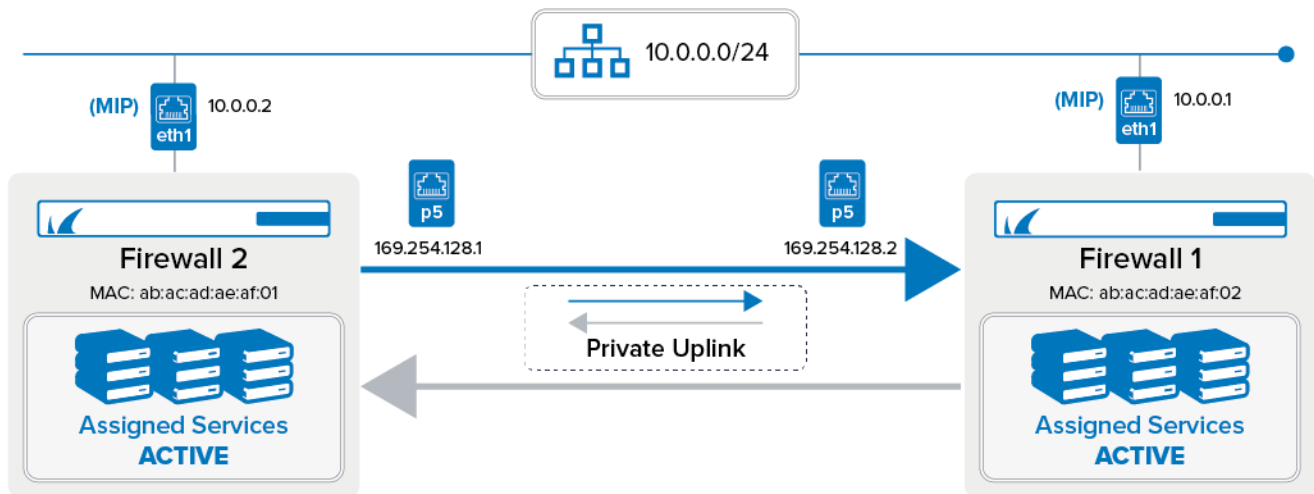 10.0.0.0/24
(MIP)
10.0.0.2
eth1
(MIP)
10.0.0.1
eth1
p5
169.254.128.1
p5
169.254.128.2
Firewall 2
MAC: ab:ac:ad:ae:af:01
Firewall 1
MAC: ab:ac:ad:ae:af:02
Private Uplink
Assigned Services
ACTIVE
Assigned Services
ACTIVE